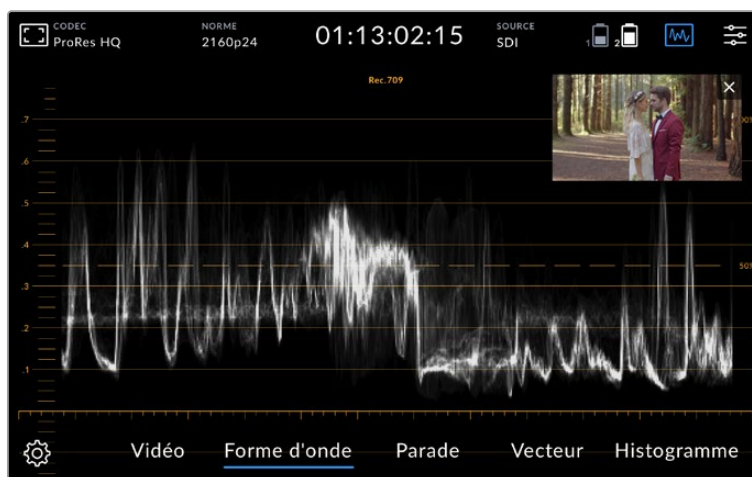 CODEC
ProRes HQ
NORME
2160p24
01:13:02:15
SOURCE
SDI
1
2
Rec.709
.7
.6
.5
.4
.3
.2
.1
Vidéo
Forme d'onde
Parade
Vecteur
Histogramme